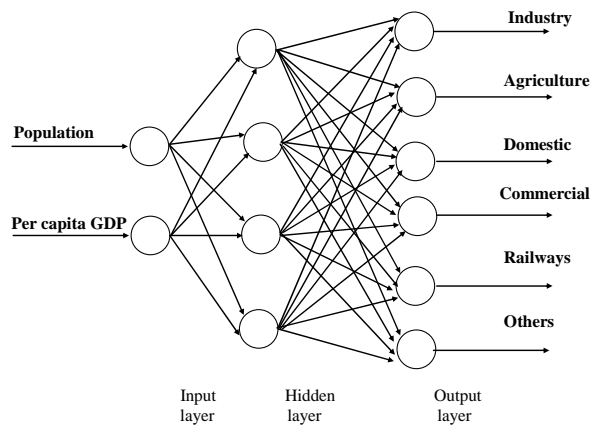 Industry
Agriculture
Population
Domestic
Commercial
Per capita GDP
Railways
Others
Input
layer
Hidden
layer
Output
layer